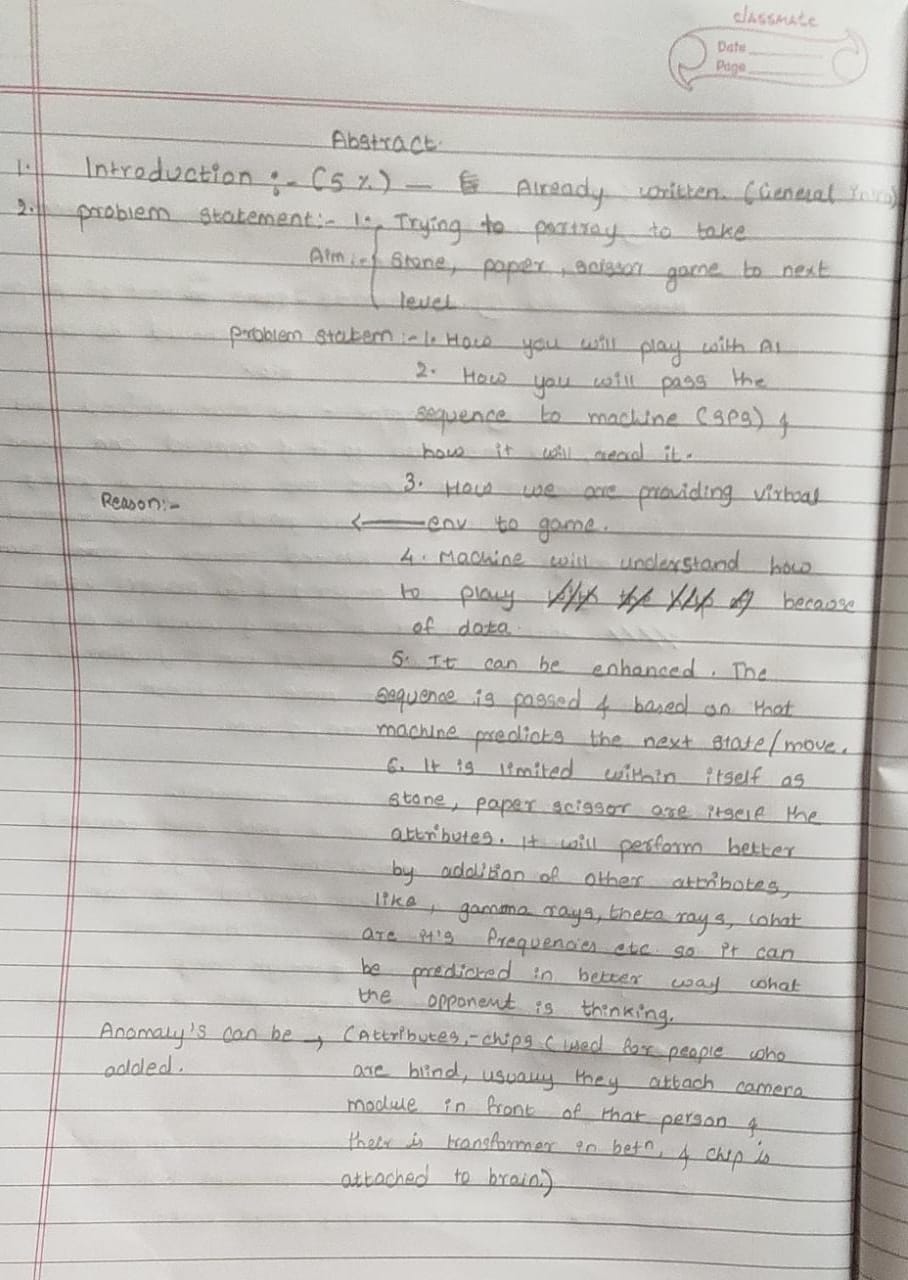 classmate
Date
Page
Abstract.
1. Introduction :- (5%) - Already written. (General Intro)
2. problem statement:- 1. Trying to portray to take
Aim :- Stone, paper, scissor game to next
level
problem statem :- 1. How you will play with AI
2. How you will pass the
sequence to machine (SPS) &
how it will read it.
3. How we are providing virtual
Reason:-
← env to game.
4. Machine will understand how
to play because
of data.
5. It can be enhanced. The
sequence is passed & based on that
machine predicts the next state/move.
6. It is limited within itself as
stone, paper scissor are itself the
attributes. It will perform better
by addition of other attributes,
like, gamma rays, theta rays, what
are it's frequencies etc. so it can
be predicted in better way what
the opponent is thinking.
Anomaly's can be → (Attributes,- chips (used for people who
added. are blind, usually they attach camera
module in front of that person &
there is transformer in betn, & chip is
attached to brain.)